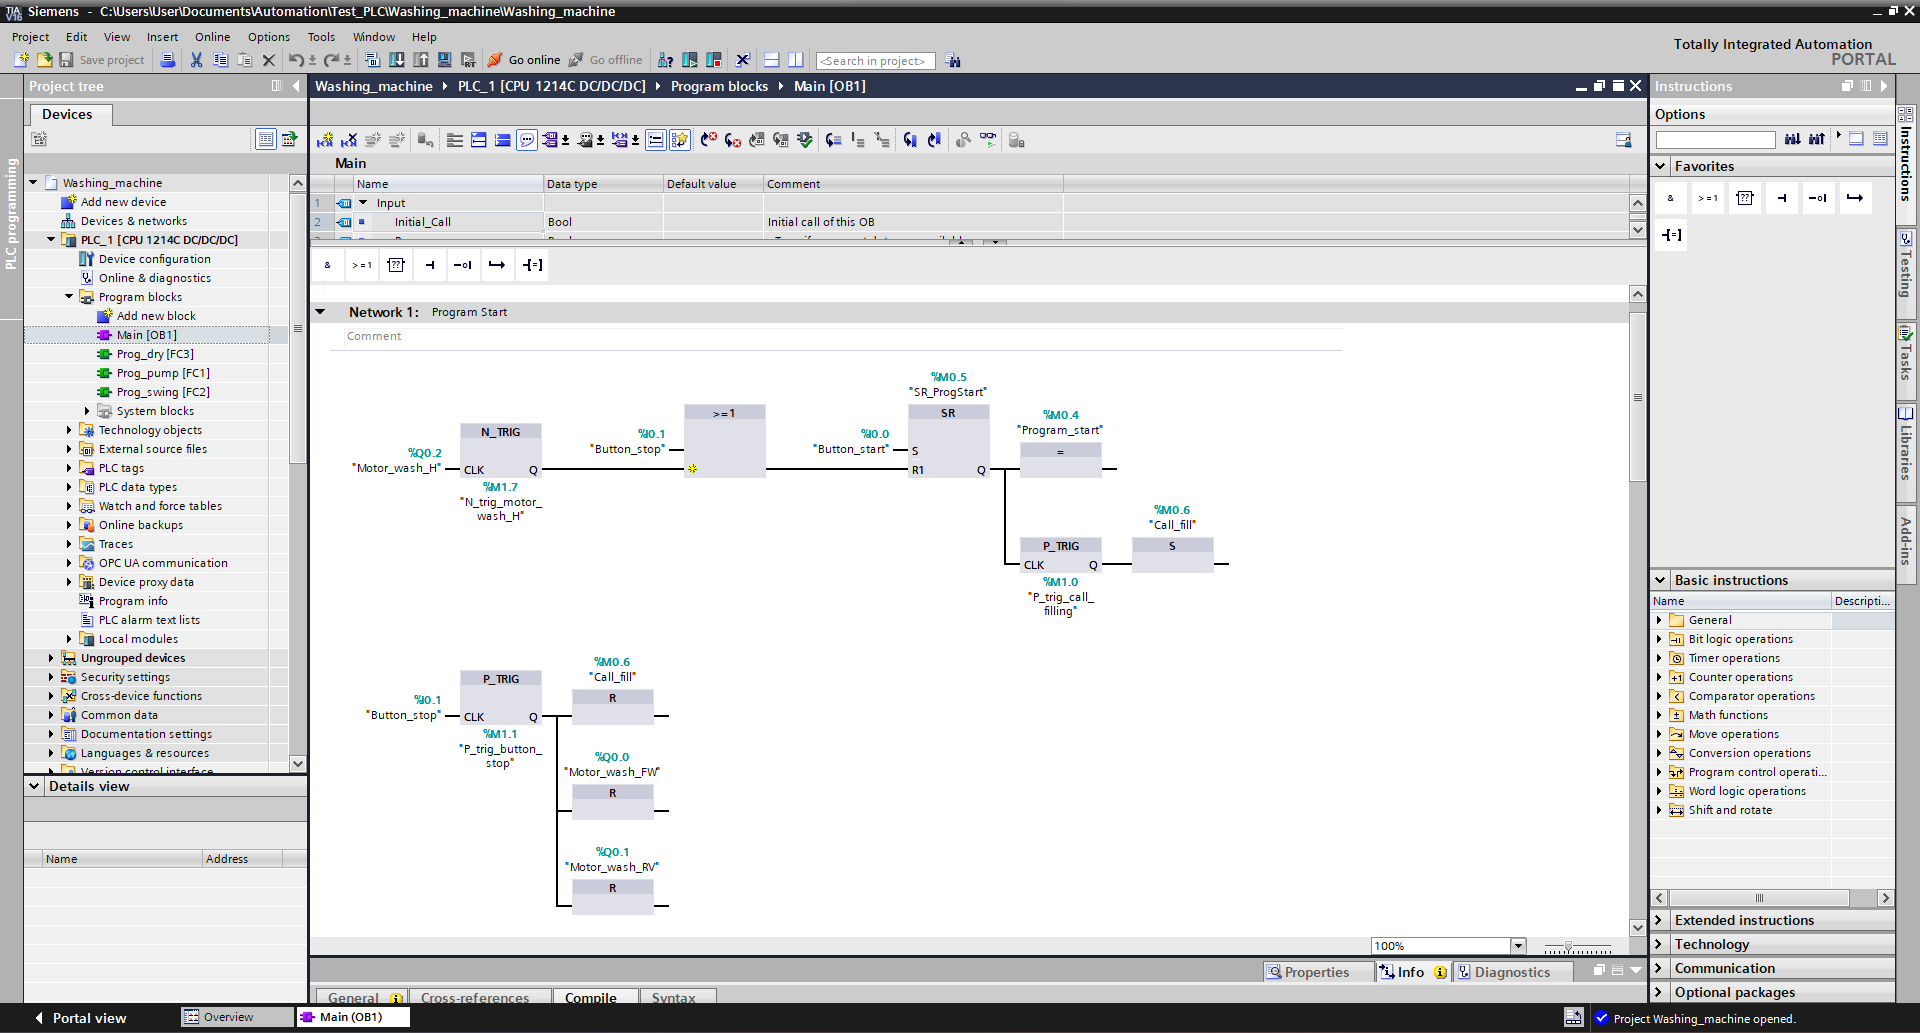 Siemens - C:\Users\User\Documents\Automation\Test_PLC\Washing_machine\Washing_machine
Project Edit View Insert Online Options Tools Window Help
Save project
Go online
Go offline
<Search in project>
Totally Integrated Automation
PORTAL
PLC programming
Project tree
Devices
Washing_machine
Add new device
Devices & networks
PLC_1 [CPU 1214C DC/DC/DC]
Device configuration
Online & diagnostics
Program blocks
Add new block
Main [OB1]
Prog_dry [FC3]
Prog_pump [FC1]
Prog_swing [FC2]
System blocks
Technology objects
External source files
PLC tags
PLC data types
Watch and force tables
Online backups
Traces
OPC UA communication
Device proxy data
Program info
PLC alarm text lists
Local modules
Ungrouped devices
Security settings
Cross-device functions
Common data
Documentation settings
Languages & resources
Version control interface
Details view
Name Address
Washing_machine PLC_1 [CPU 1214C DC/DC/DC] Program blocks Main [OB1]
Main
Name Data type Default value Comment
1 Input
2 Initial_Call Bool Initial call of this OB
& >=1 ?? -oI -[=]
Network 1: Program Start
Comment
%M0.5
"SR_ProgStart"
>=1
SR
%M0.4
"Program_start"
N_TRIG
%I0.1
"Button_stop"
%I0.0
"Button_start"
S
=
%Q0.2
"Motor_wash_H"
CLK Q
R1 Q
%M1.7
"N_trig_motor_
wash_H"
%M0.6
"Call_fill"
P_TRIG
S
CLK Q
%M1.0
"P_trig_call_
filling"
%M0.6
"Call_fill"
P_TRIG
R
%I0.1
"Button_stop"
CLK Q
%M1.1
"P_trig_button_
stop"
%Q0.0
"Motor_wash_FW"
R
%Q0.1
"Motor_wash_RV"
R
100%
Properties Info Diagnostics
General Cross-references Compile Syntax
Instructions
Options
Favorites
& >=1 ?? -oI
-[=]
Basic instructions
Name Descripti...
General
Bit logic operations
Timer operations
Counter operations
Comparator operations
Math functions
Move operations
Conversion operations
Program control operati...
Word logic operations
Shift and rotate
Extended instructions
Technology
Communication
Optional packages
Instructions
Testing
Tasks
Libraries
Add-ins
Portal view
Overview
Main (OB1)
Project Washing_machine opened.